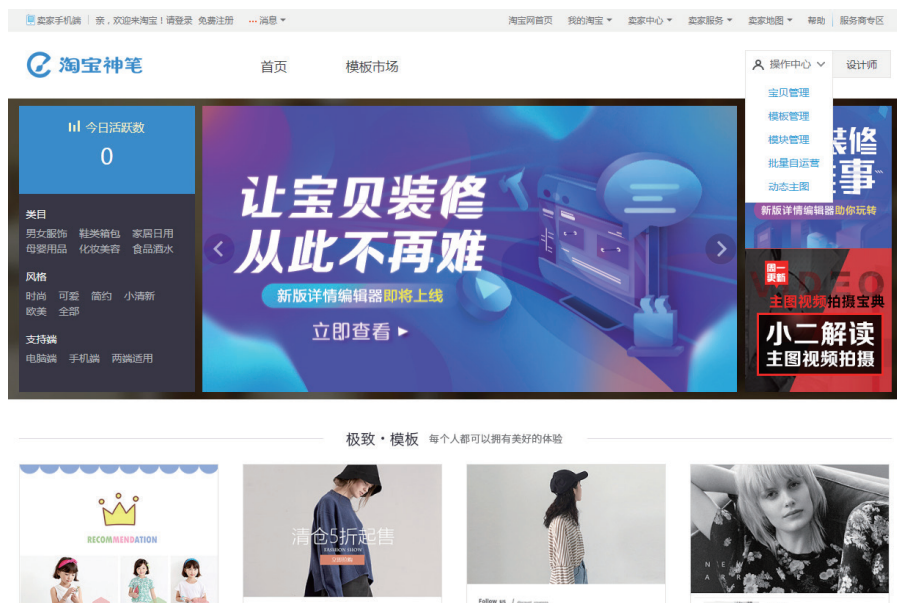 卖家手机端 亲，欢迎来淘宝！请登录 免费注册 ... 消息 淘宝网首页 我的淘宝 卖家中心 卖家服务 卖家地图 帮助 服务商专区
淘宝神笔 首页 模板市场 操作中心 设计师
宝贝管理
模板管理
模块管理
批量自运营
动态主图
今日活跃数
0
类目
男女服饰 鞋类箱包 家居日用
母婴用品 化妆美容 食品酒水
风格
时尚 可爱 简约 小清新
欧美 全部
支持端
电脑端 手机端 两端适用
让宝贝装修
从此不再难
新版详情编辑器即将上线
立即查看
装修
事
新版详情编辑器助你玩转
周一
更新
VIDEO
主图视频拍摄宝典
小二解读
主图视频拍摄
极致·模板 每个人都可以拥有美好的体验
RECOMMENDATION
清仓5折起售
FASHION SHOW
立即抢购
Follow us
N E
A R R